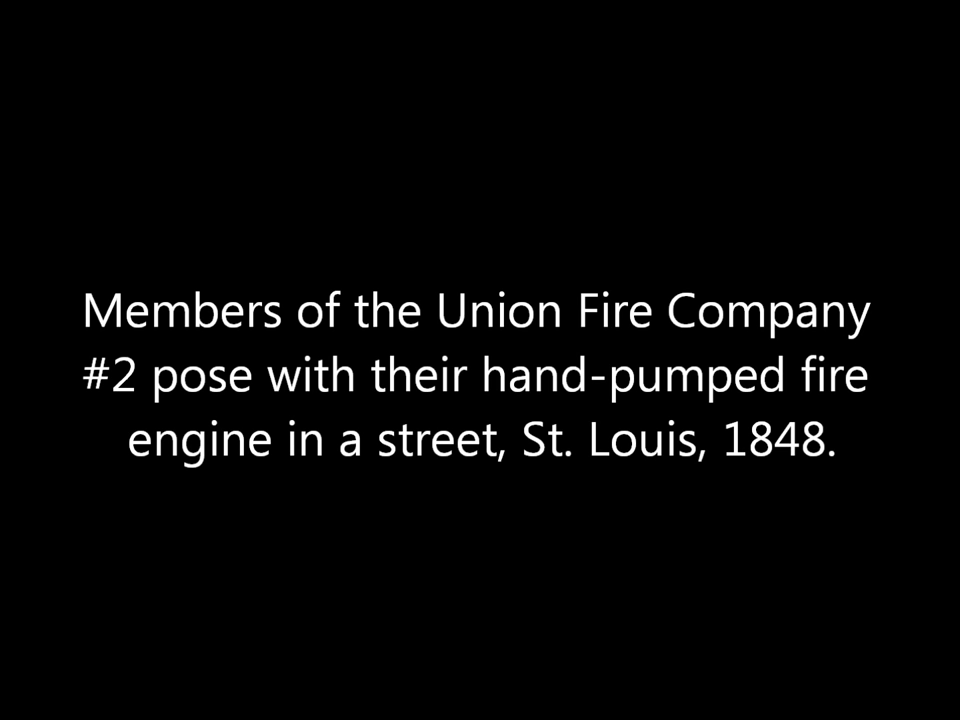 Members of the Union Fire Company
#2 pose with their hand-pumped fire
engine in a street, St. Louis, 1848.